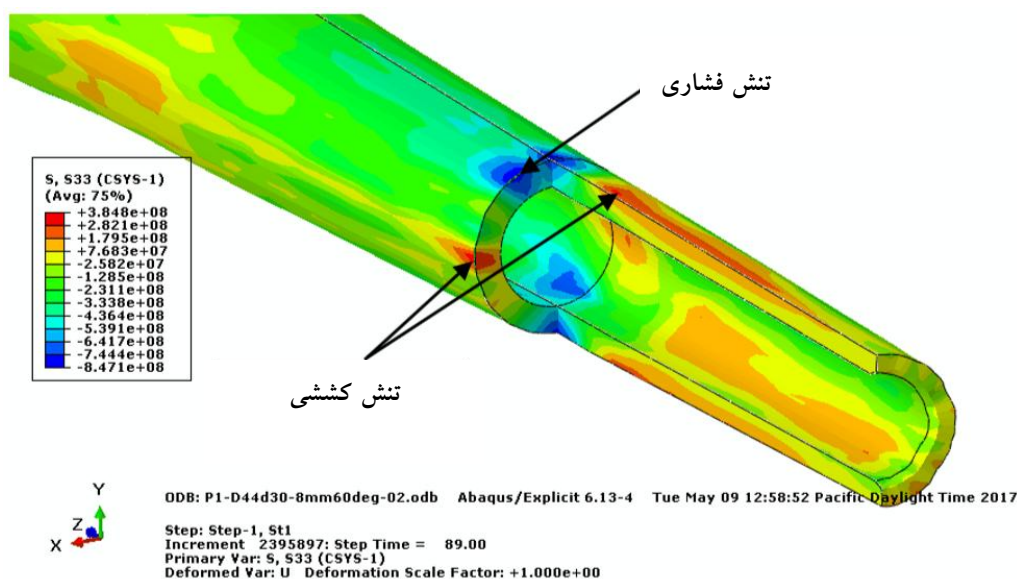 تنش فشاری
S, S33 (CSYS-1)
(Avg: 75%)
+3.848e+08
+2.821e+08
+1.795e+08
+7.683e+07
-2.582e+07
-1.285e+08
-2.311e+08
-3.338e+08
-4.364e+08
-5.391e+08
-6.417e+08
-7.444e+08
-8.471e+08
تنش کششی
ODB: P1-D44d30-8mm60deg-02.odb Abaqus/Explicit 6.13-4 Tue May 09 12:58:52 Pacific Daylight Time 2017
Y
Z
X
Step: Step-1, St1
Increment 2395897: Step Time = 89.00
Primary Var: S, S33 (CSYS-1)
Deformed Var: U Deformation Scale Factor: +1.000e+00